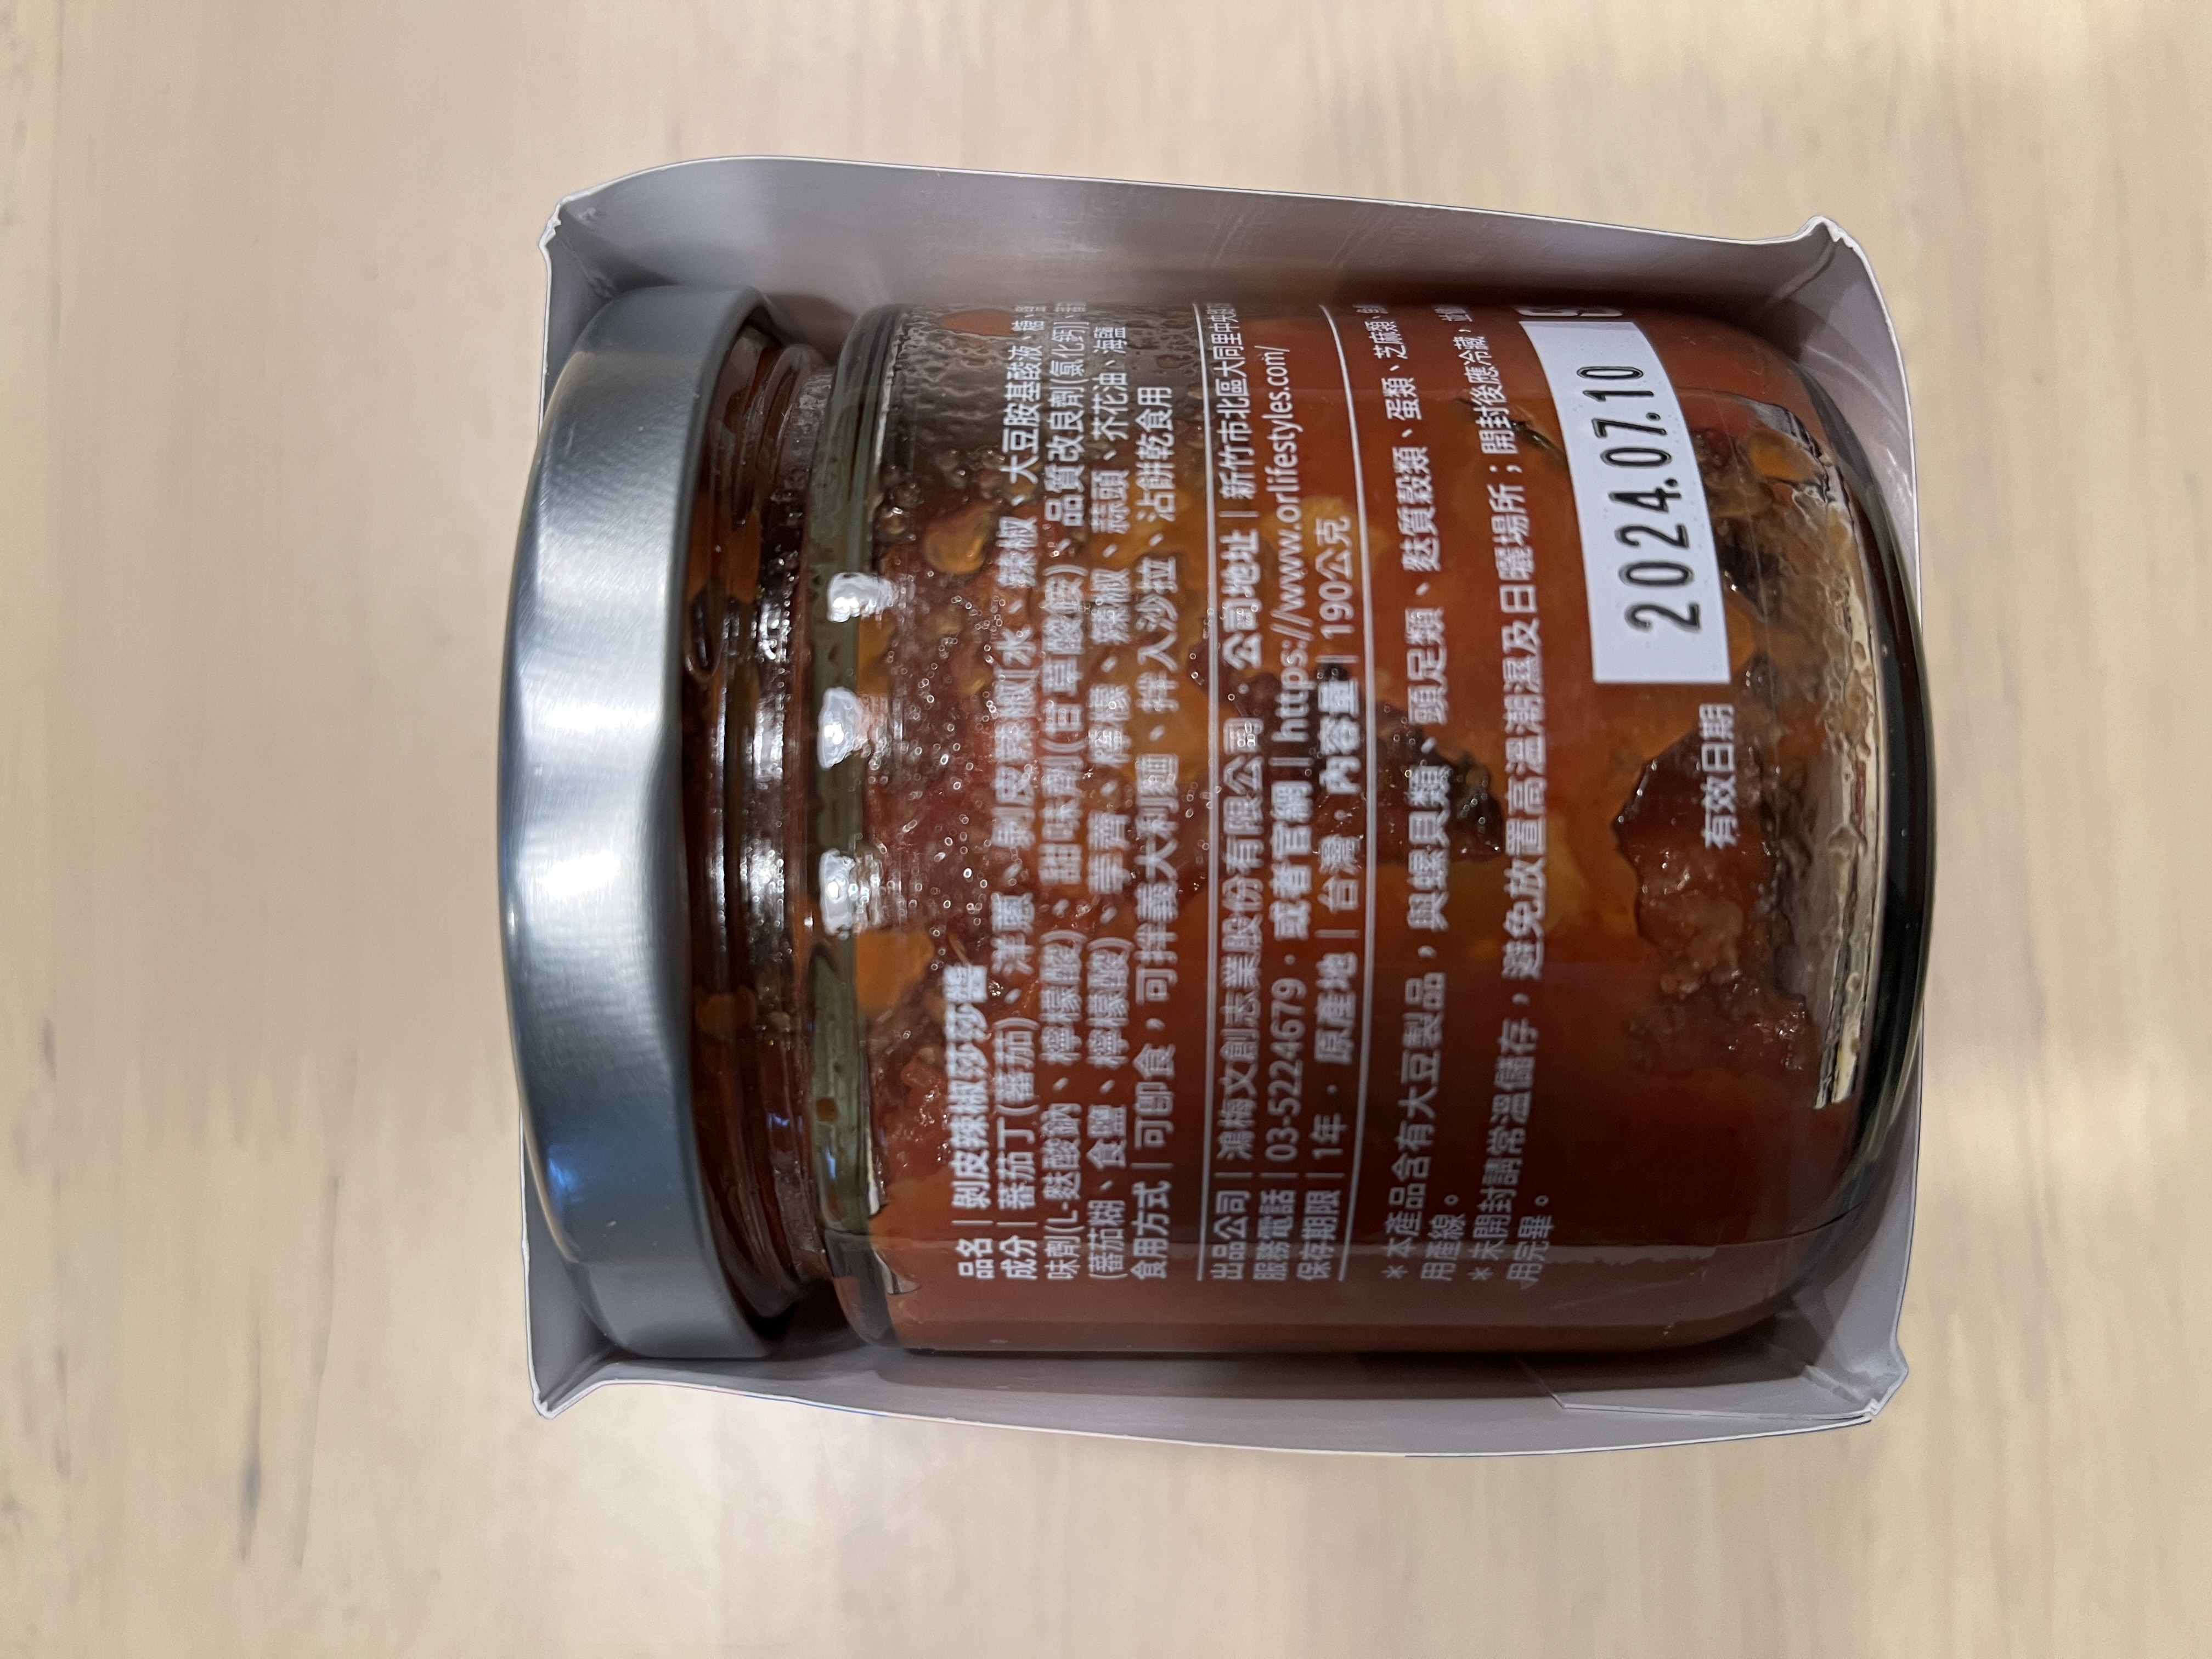 品名｜剝皮辣椒莎莎醬
成分｜蕃茄丁(蕃茄)、洋蔥、剝皮辣椒[水、辣椒、大豆胺基酸液、糖、
味劑(L-麩酸鈉、檸檬酸)、甜味劑(甘草酸銨)、品質改良劑(氯化鈣)]、
(蕃茄糊、食鹽、檸檬酸)、荸薺、檸檬、辣椒、蒜頭、芥花油、海鹽
食用方式｜可即食，可拌義大利麵、拌入沙拉、沾餅乾食用
出品公司｜鴻梅文創志業股份有限公司．公司地址｜新竹市北區大同里中央路
服務電話｜03-5224679．或者官網｜https://www.orlifestyles.com/
保存期限｜1年．原產地｜台灣．內容量｜190公克
＊本產品含有大豆製品，與螺貝類、頭足類、麩質穀類、蛋類、芝麻類、
用產線。
＊未開封請常溫儲存，避免放置高溫潮濕及日曬場所；開封後應冷藏，
用完畢。
有效日期 2024.07.10